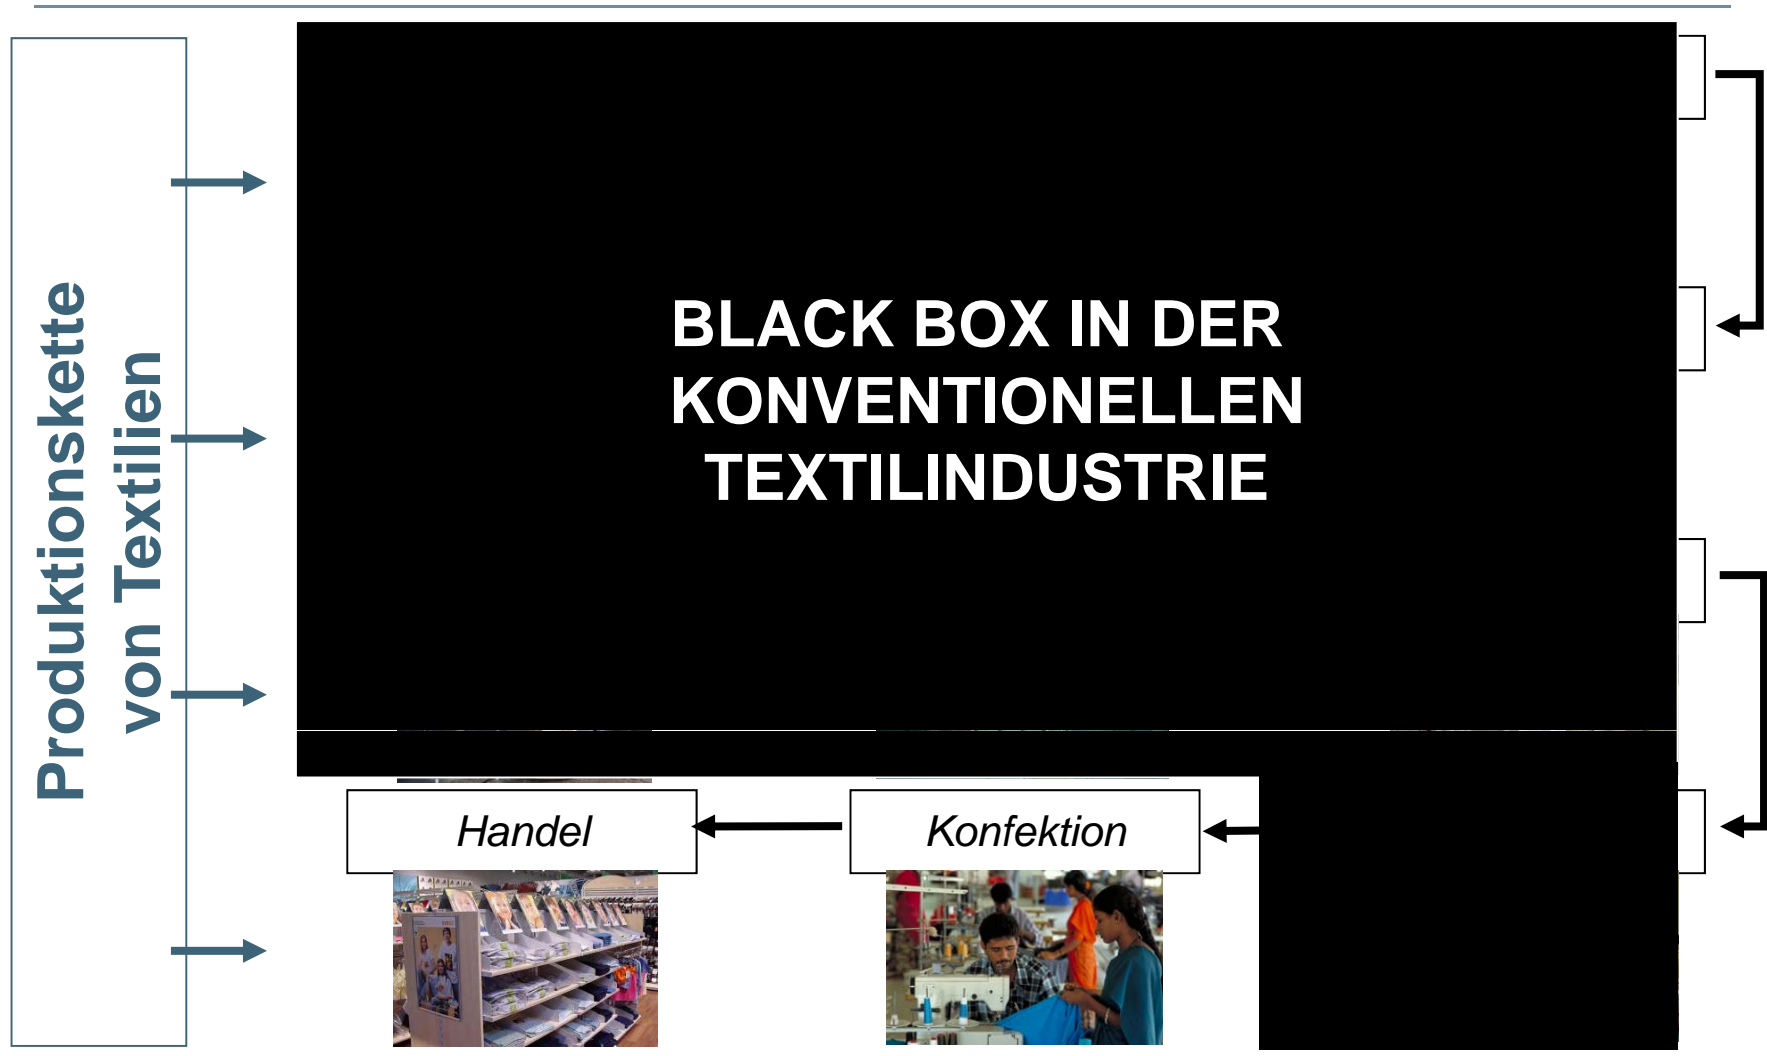 Produktionskette
von Textilien
BLACK BOX IN DER
KONVENTIONELLEN
TEXTILINDUSTRIE
Handel
Konfektion